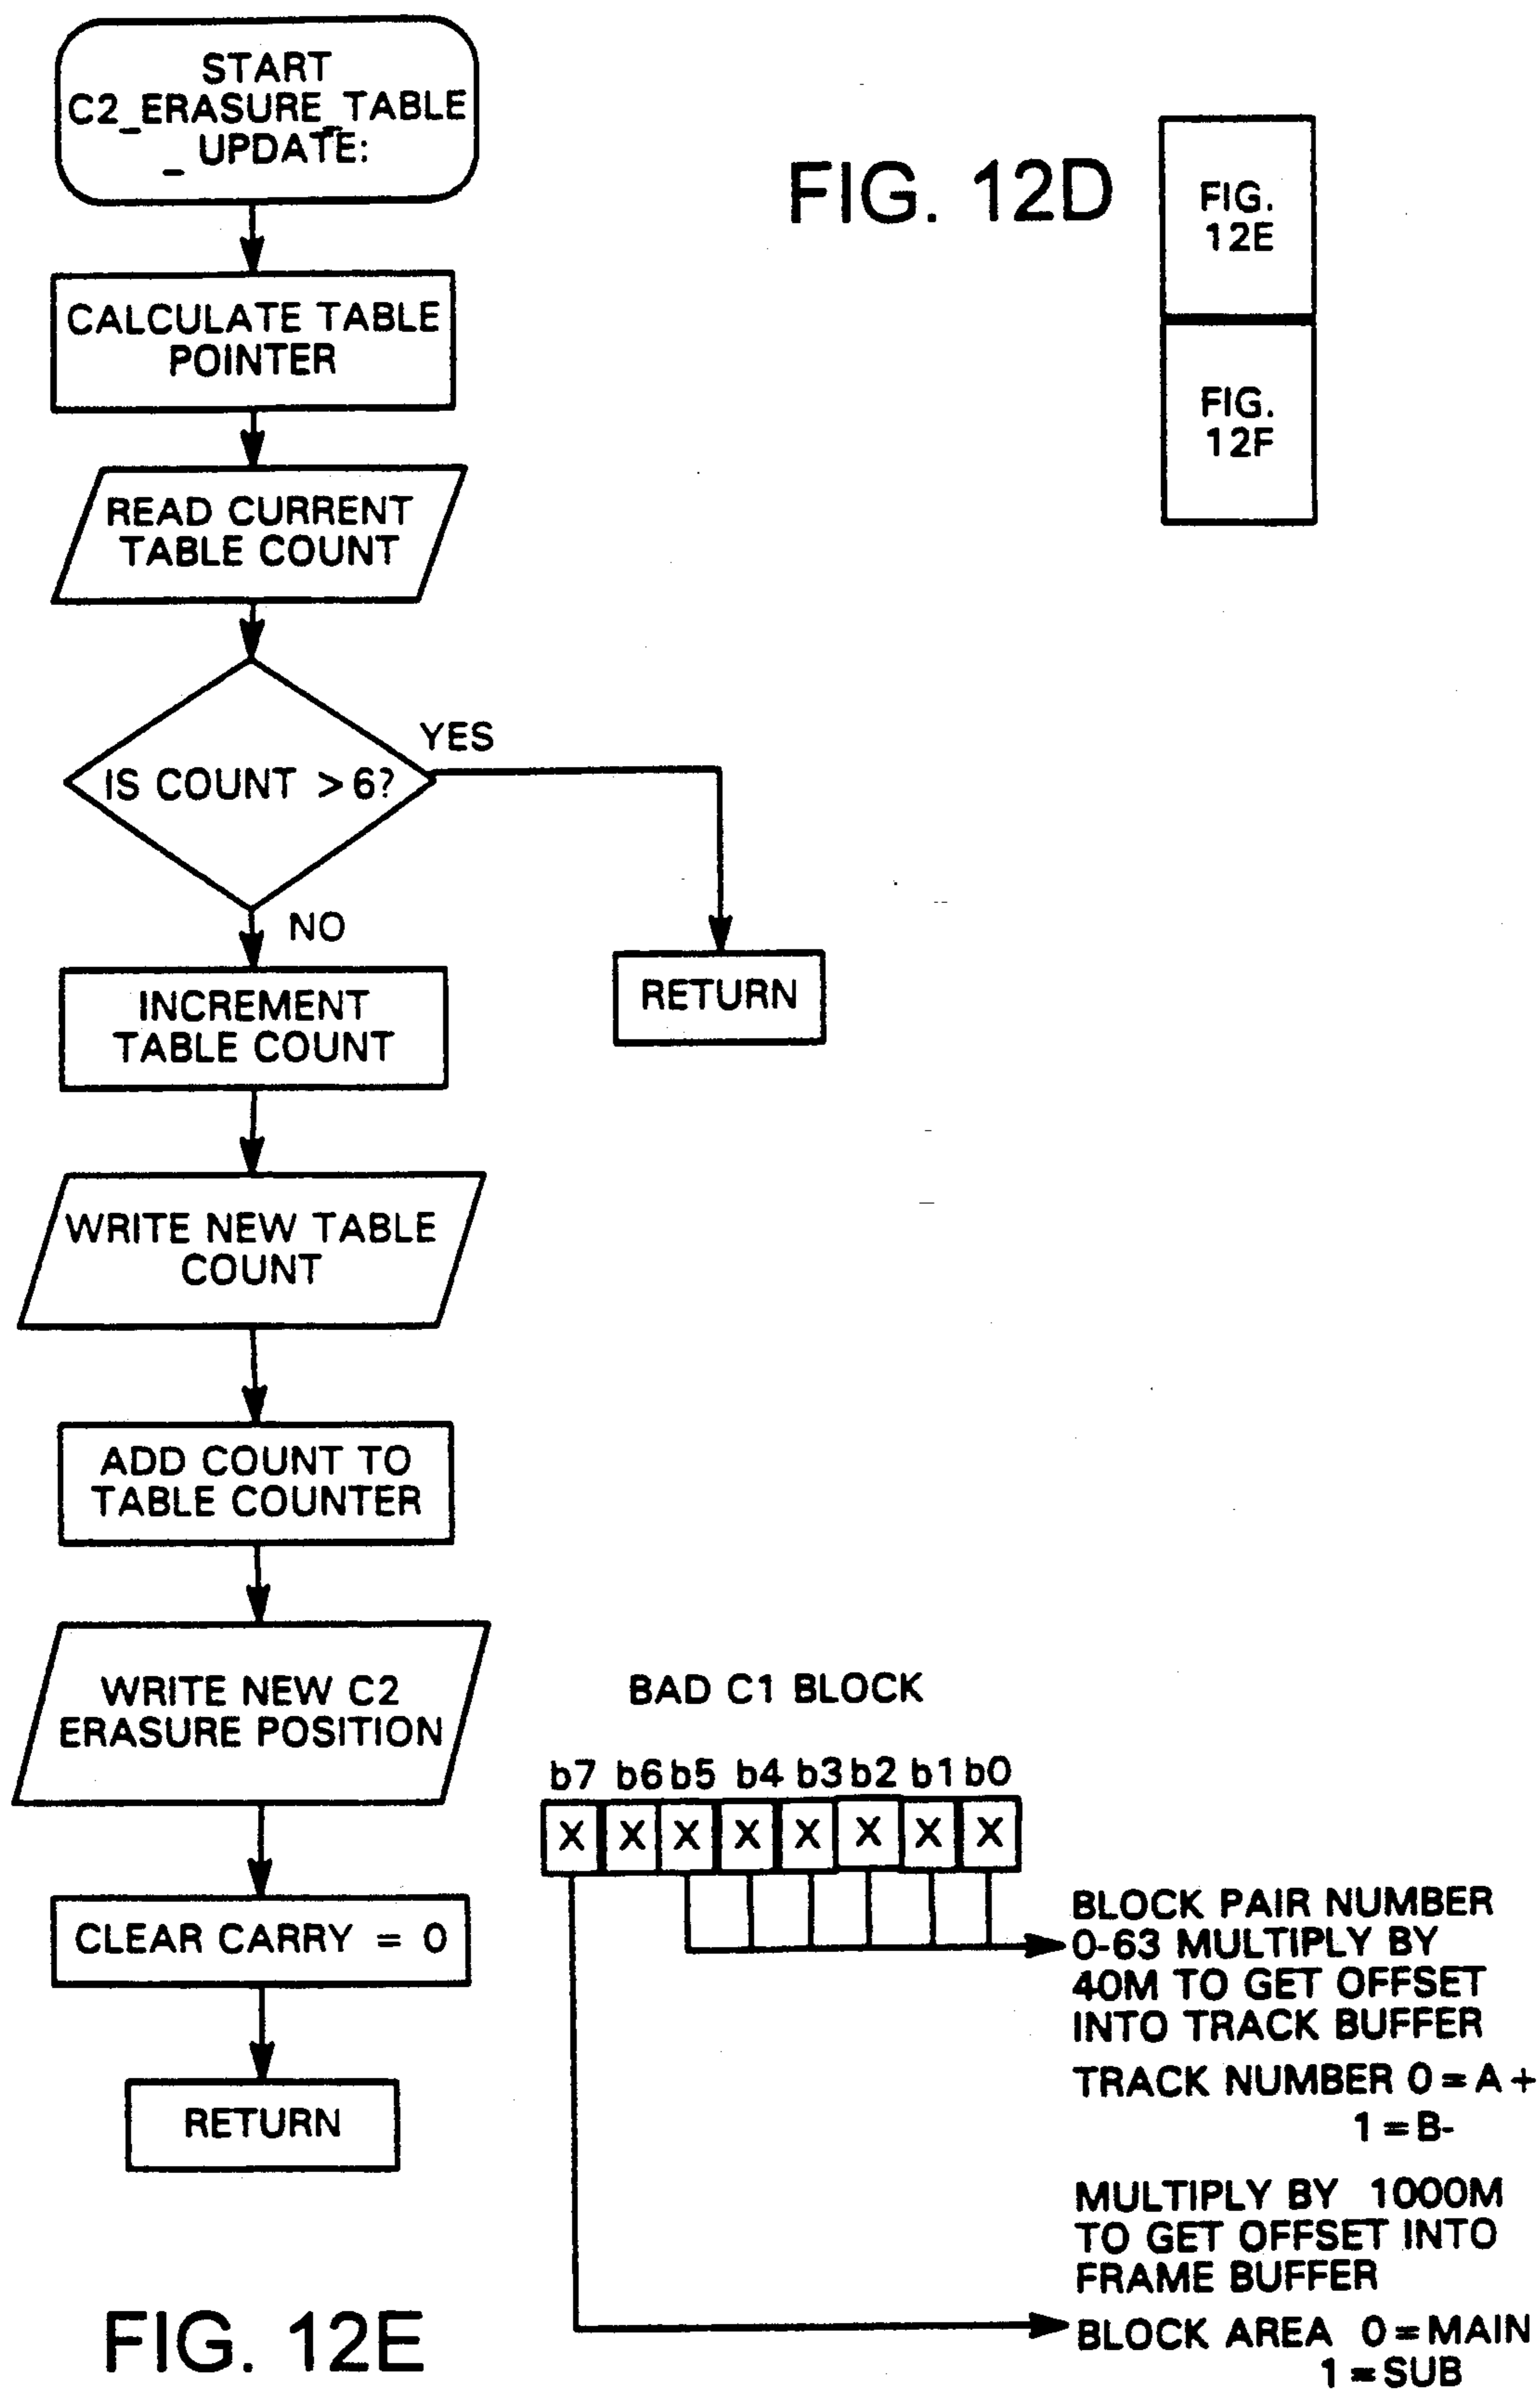 START
C2_ERASURE_TABLE
_ UPDATE:
FIG. 12D
FIG.
12E
FIG.
12F
CALCULATE TABLE
POINTER
READ CURRENT
TABLE COUNT
IS COUNT > 6?
YES
NO
RETURN
INCREMENT
TABLE COUNT
WRITE NEW TABLE
COUNT
ADD COUNT TO
TABLE COUNTER
WRITE NEW C2
ERASURE POSITION
CLEAR CARRY = 0
RETURN
BAD C1 BLOCK
b7 b6 b5 b4 b3 b2 b1 b0
X X X X X X X X
BLOCK PAIR NUMBER
0-63 MULTIPLY BY
40M TO GET OFFSET
INTO TRACK BUFFER
TRACK NUMBER 0 = A +
1 = B-
MULTIPLY BY 1000M
TO GET OFFSET INTO
FRAME BUFFER
BLOCK AREA 0 = MAIN
1 = SUB
FIG. 12E